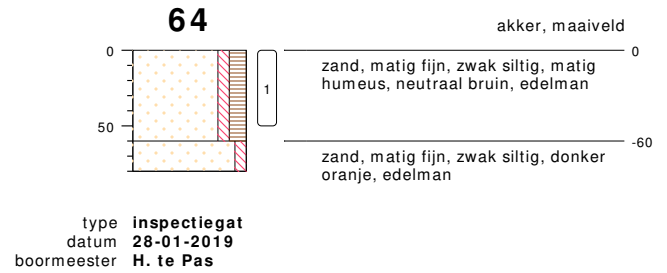 64
akker, maaiveld
0
0
zand, matig fijn, zwak siltig, matig
humeus, neutraal bruin, edelman
1
50
-60
zand, matig fijn, zwak siltig, donker
oranje, edelman
type inspectiegat
datum 28-01-2019
boormeester H. te Pas